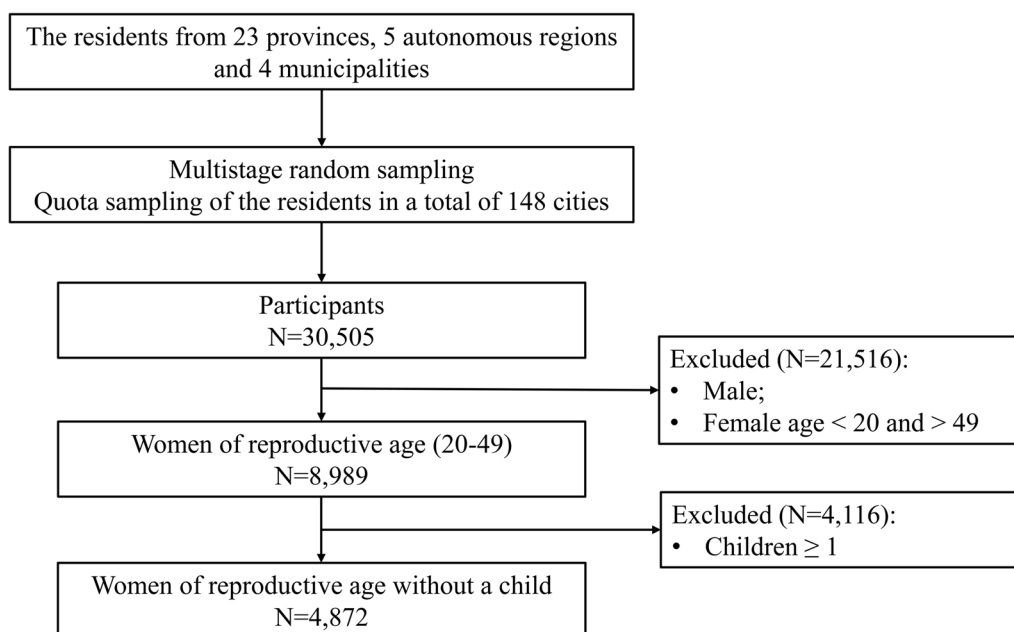 The residents from 23 provinces, 5 autonomous regions
and 4 municipalities
Multistage random sampling
Quota sampling of the residents in a total of 148 cities
Participants
N=30,505
Excluded (N=21,516):
• Male;
• Female age < 20 and > 49
Women of reproductive age (20-49)
N=8,989
Excluded (N=4,116):
• Children ≥ 1
Women of reproductive age without a child
N=4,872